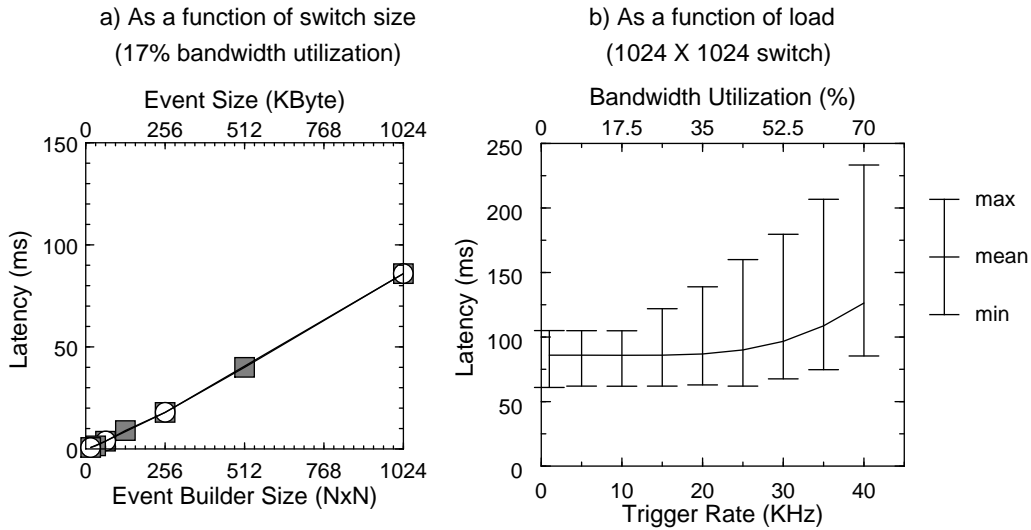 a) As a function of switch size
(17% bandwidth utilization)
Event Size (KByte)
0 256 512 768 1024
150
100
50
0
Latency (ms)
0 256 512 768 1024
Event Builder Size (NxN)
b) As a function of load
(1024 X 1024 switch)
Bandwidth Utilization (%)
0 17.5 35 52.5 70
250
200
150
100
50
0
Latency (ms)
0 10 20 30 40
Trigger Rate (KHz)
max
mean
min